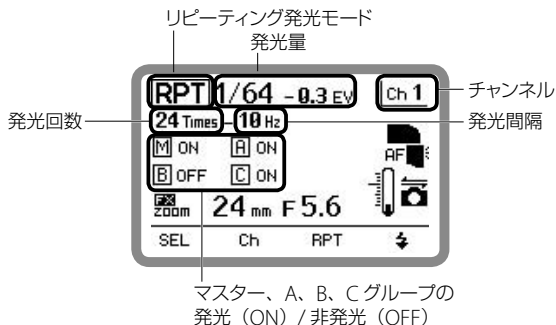 リピーティング発光モード
発光量
RPT 1/64 -0.3 EV Ch 1
チャンネル
発光回数
24 Times - 10 Hz
発光間隔
M ON A ON
B OFF C ON
AF
FX
zoom 24 mm F 5.6
SEL Ch RPT
マスター、A、B、C グループの
発光（ON）/ 非発光（OFF）